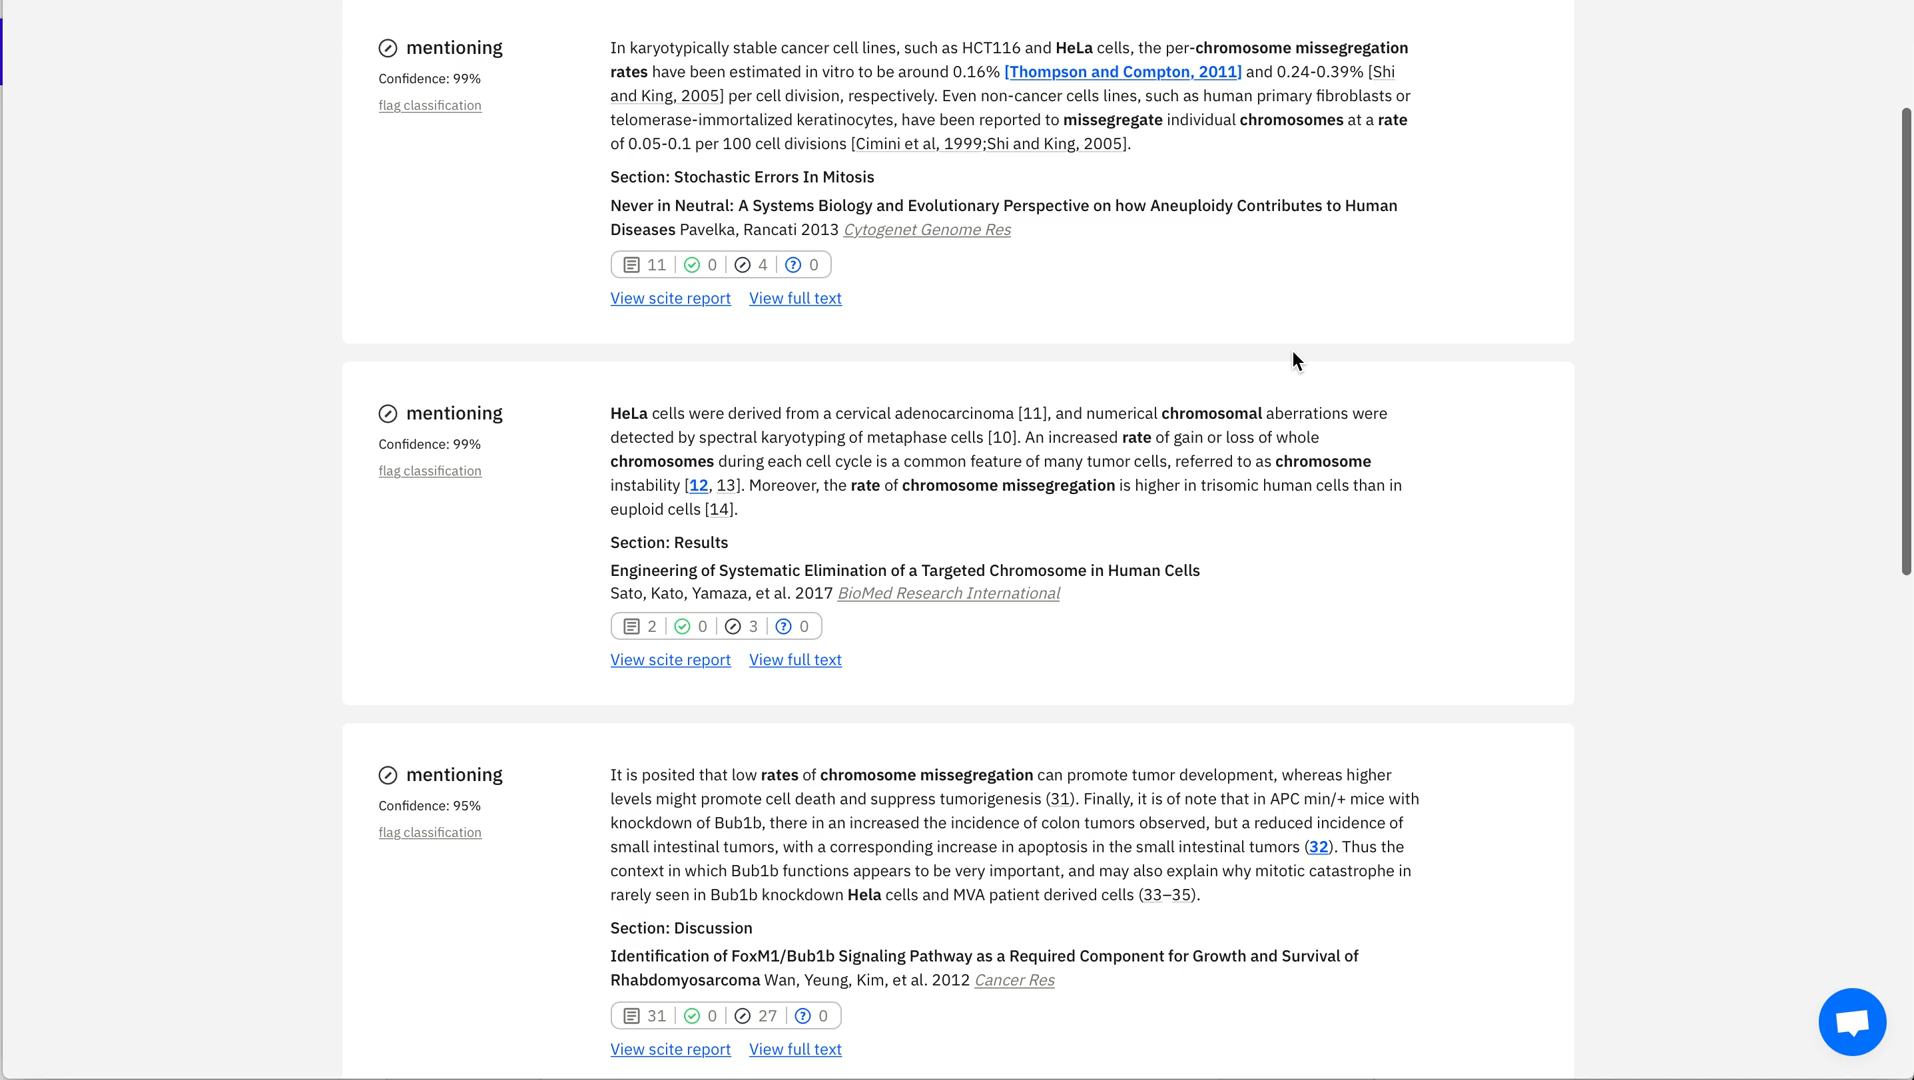 mentioning
Confidence: 99%
flag classification
In karyotypically stable cancer cell lines, such as HCT116 and HeLa cells, the per-chromosome missegregation
rates have been estimated in vitro to be around 0.16% [Thompson and Compton, 2011] and 0.24-0.39% [Shi
and King, 2005] per cell division, respectively. Even non-cancer cells lines, such as human primary fibroblasts or
telomerase-immortalized keratinocytes, have been reported to missegregate individual chromosomes at a rate
of 0.05-0.1 per 100 cell divisions [Cimini et al, 1999;Shi and King, 2005].
Section: Stochastic Errors In Mitosis
Never in Neutral: A Systems Biology and Evolutionary Perspective on how Aneuploidy Contributes to Human
Diseases Pavelka, Rancati 2013 Cytogenet Genome Res
11 0 4 0
View scite report View full text
mentioning
Confidence: 99%
flag classification
HeLa cells were derived from a cervical adenocarcinoma [11], and numerical chromosomal aberrations were
detected by spectral karyotyping of metaphase cells [10]. An increased rate of gain or loss of whole
chromosomes during each cell cycle is a common feature of many tumor cells, referred to as chromosome
instability [12, 13]. Moreover, the rate of chromosome missegregation is higher in trisomic human cells than in
euploid cells [14].
Section: Results
Engineering of Systematic Elimination of a Targeted Chromosome in Human Cells
Sato, Kato, Yamaza, et al. 2017 BioMed Research International
2 0 3 0
View scite report View full text
mentioning
Confidence: 95%
flag classification
It is posited that low rates of chromosome missegregation can promote tumor development, whereas higher
levels might promote cell death and suppress tumorigenesis (31). Finally, it is of note that in APC min/+ mice with
knockdown of Bub1b, there in an increased the incidence of colon tumors observed, but a reduced incidence of
small intestinal tumors, with a corresponding increase in apoptosis in the small intestinal tumors (32). Thus the
context in which Bub1b functions appears to be very important, and may also explain why mitotic catastrophe in
rarely seen in Bub1b knockdown Hela cells and MVA patient derived cells (33–35).
Section: Discussion
Identification of FoxM1/Bub1b Signaling Pathway as a Required Component for Growth and Survival of
Rhabdomyosarcoma Wan, Yeung, Kim, et al. 2012 Cancer Res
31 0 27 0
View scite report View full text